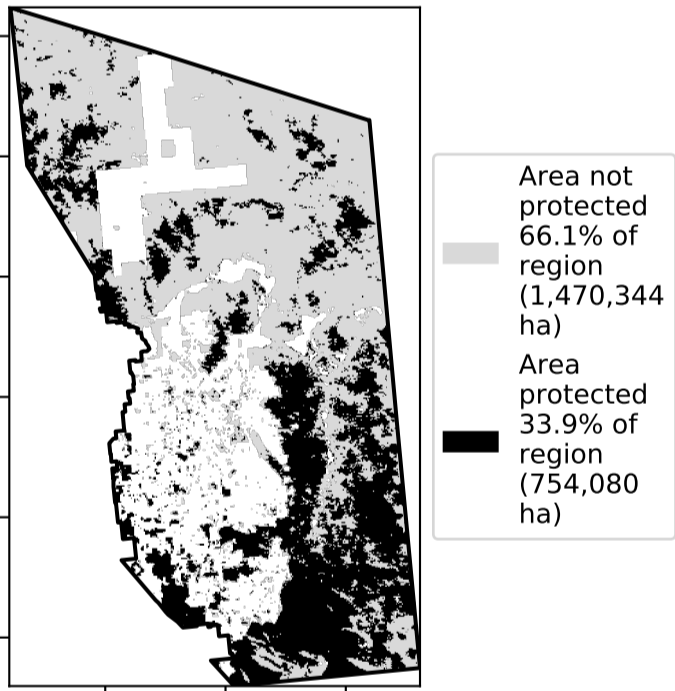 Area not
protected
66.1% of
region
(1,470,344
ha)
Area
protected
33.9% of
region
(754,080
ha)